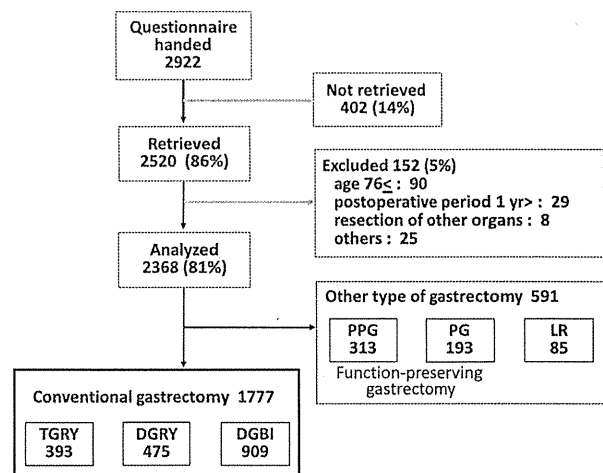 Questionnaire
handed
2922
Not retrieved
402 (14%)
Retrieved
2520 (86%)
Excluded 152 (5%)
age 76≤ : 90
postoperative period 1 yr> : 29
resection of other organs : 8
others : 25
Analyzed
2368 (81%)
Other type of gastrectomy 591
PPG
313
PG
193
LR
85
Function-preserving
gastrectomy
Conventional gastrectomy 1777
TGRY
393
DGRY
475
DGBI
909